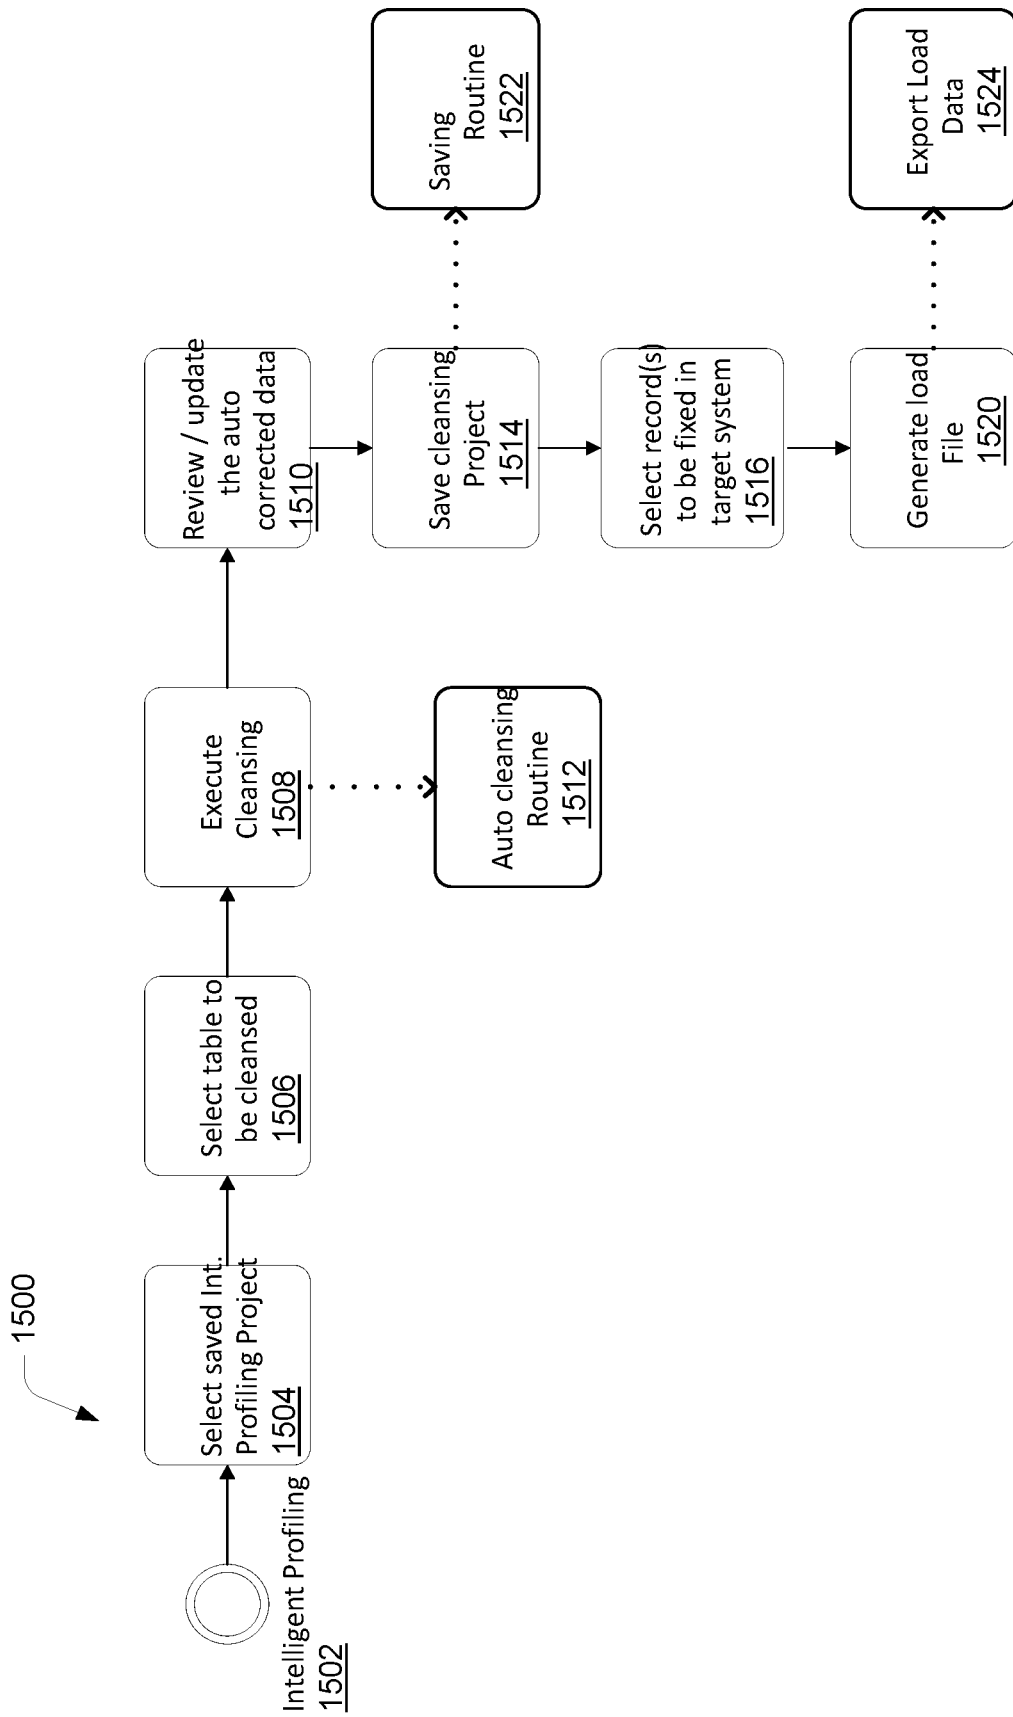 1500
Intelligent Profiling
1502
Select saved Int.
Profiling Project
1504
Select table to
be cleansed
1506
Execute
Cleansing
1508
Review / update
the auto
corrected data
1510
Auto cleansing
Routine
1512
Save cleansing
Project
1514
Saving
Routine
1522
Select record(s)
to be fixed in
target system
1516
Generate load
File
1520
Export Load
Data
1524